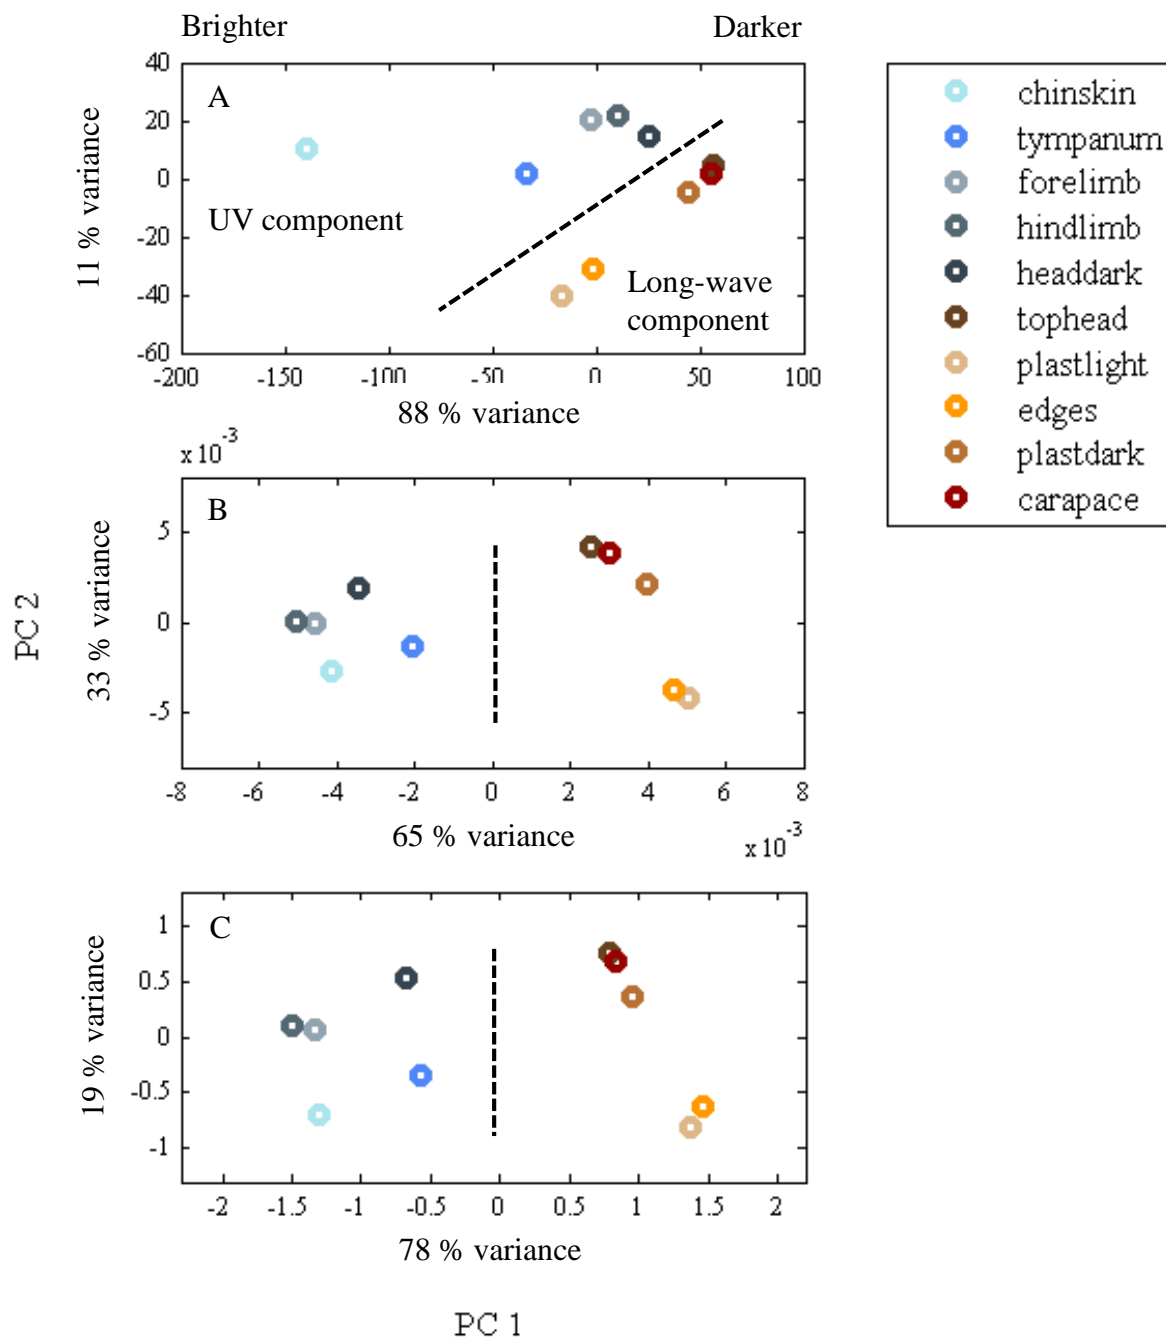 Brighter
Darker
40
20
0
-20
-40
-60
A
UV component
Long-wave
component
11 % variance
-200
-150
-100
-50
0
50
100
88 % variance
chinskin
tympanum
forelimb
hindlimb
headdark
tophead
plastlight
edges
plastdark
carapace
x 10-3
5
0
-5
B
PC 2
33 % variance
-8
-6
-4
-2
0
2
4
6
8
65 % variance
x 10-3
1
0.5
0
-0.5
-1
C
19 % variance
-2
-1.5
-1
-0.5
0
0.5
1
1.5
2
78 % variance
PC 1